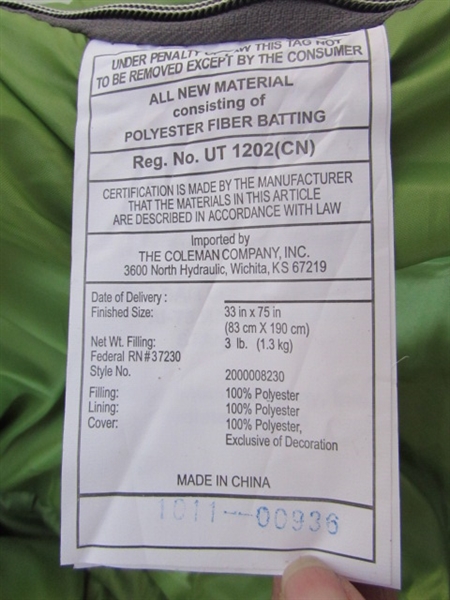 UNDER PENALTY OF LAW THIS TAG NOT
TO BE REMOVED EXCEPT BY THE CONSUMER
ALL NEW MATERIAL
consisting of
POLYESTER FIBER BATTING
Reg. No. UT 1202(CN)
CERTIFICATION IS MADE BY THE MANUFACTURER
THAT THE MATERIALS IN THIS ARTICLE
ARE DESCRIBED IN ACCORDANCE WITH LAW
Imported by
THE COLEMAN COMPANY, INC.
3600 North Hydraulic, Wichita, KS 67219
Date of Delivery :
Finished Size: 33 in x 75 in
(83 cm X 190 cm)
Net Wt. Filling: 3 lb. (1.3 kg)
Federal RN#37230
Style No. 2000008230
Filling: 100% Polyester
Lining: 100% Polyester
Cover: 100% Polyester,
Exclusive of Decoration
MADE IN CHINA
1011--00936